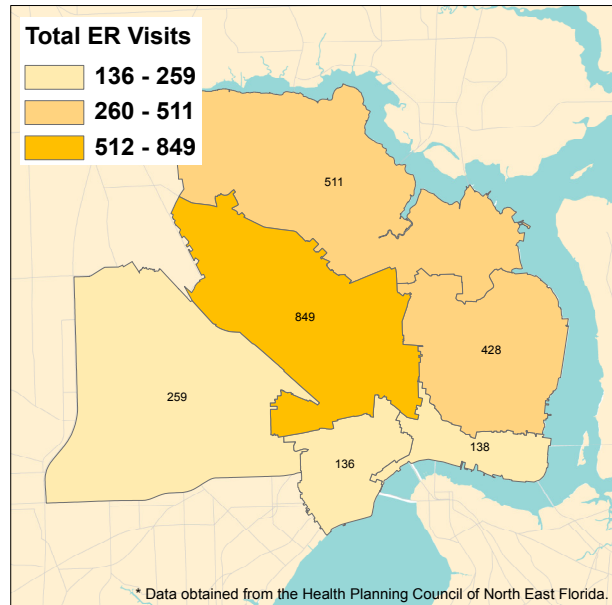 Total ER Visits
136 - 259
260 - 511
512 - 849
511
849
428
259
138
136
* Data obtained from the Health Planning Council of North East Florida.